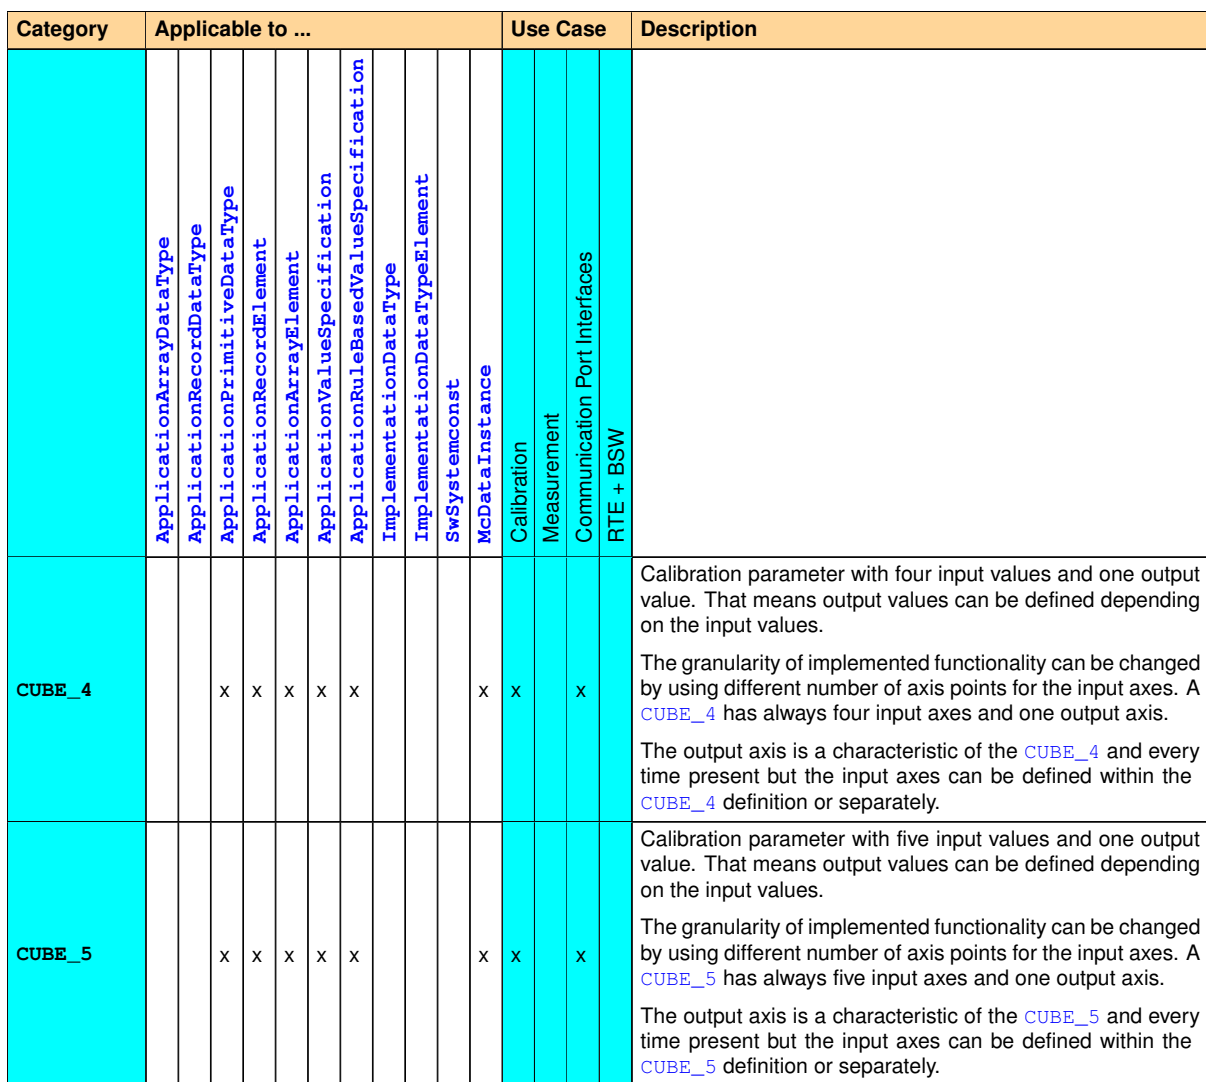 Category Applicable to ... Use Case Description
ApplicationArrayDataType
ApplicationRecordDataType
ApplicationPrimitiveDataType
ApplicationRecordElement
ApplicationArrayElement
ApplicationValueSpecification
ApplicationRuleBasedValueSpecification
ImplementationDataType
ImplementationDataTypeElement
SwSystemconst
McDataInstance
Calibration
Measurement
Communication Port Interfaces
RTE + BSW
CUBE_4 x x x x x x x x
Calibration parameter with four input values and one output
value. That means output values can be defined depending
on the input values.
The granularity of implemented functionality can be changed
by using different number of axis points for the input axes. A
CUBE_4 has always four input axes and one output axis.
The output axis is a characteristic of the CUBE_4 and every
time present but the input axes can be defined within the
CUBE_4 definition or separately.
CUBE_5 x x x x x x x x
Calibration parameter with five input values and one output
value. That means output values can be defined depending
on the input values.
The granularity of implemented functionality can be changed
by using different number of axis points for the input axes. A
CUBE_5 has always five input axes and one output axis.
The output axis is a characteristic of the CUBE_5 and every
time present but the input axes can be defined within the
CUBE_5 definition or separately.